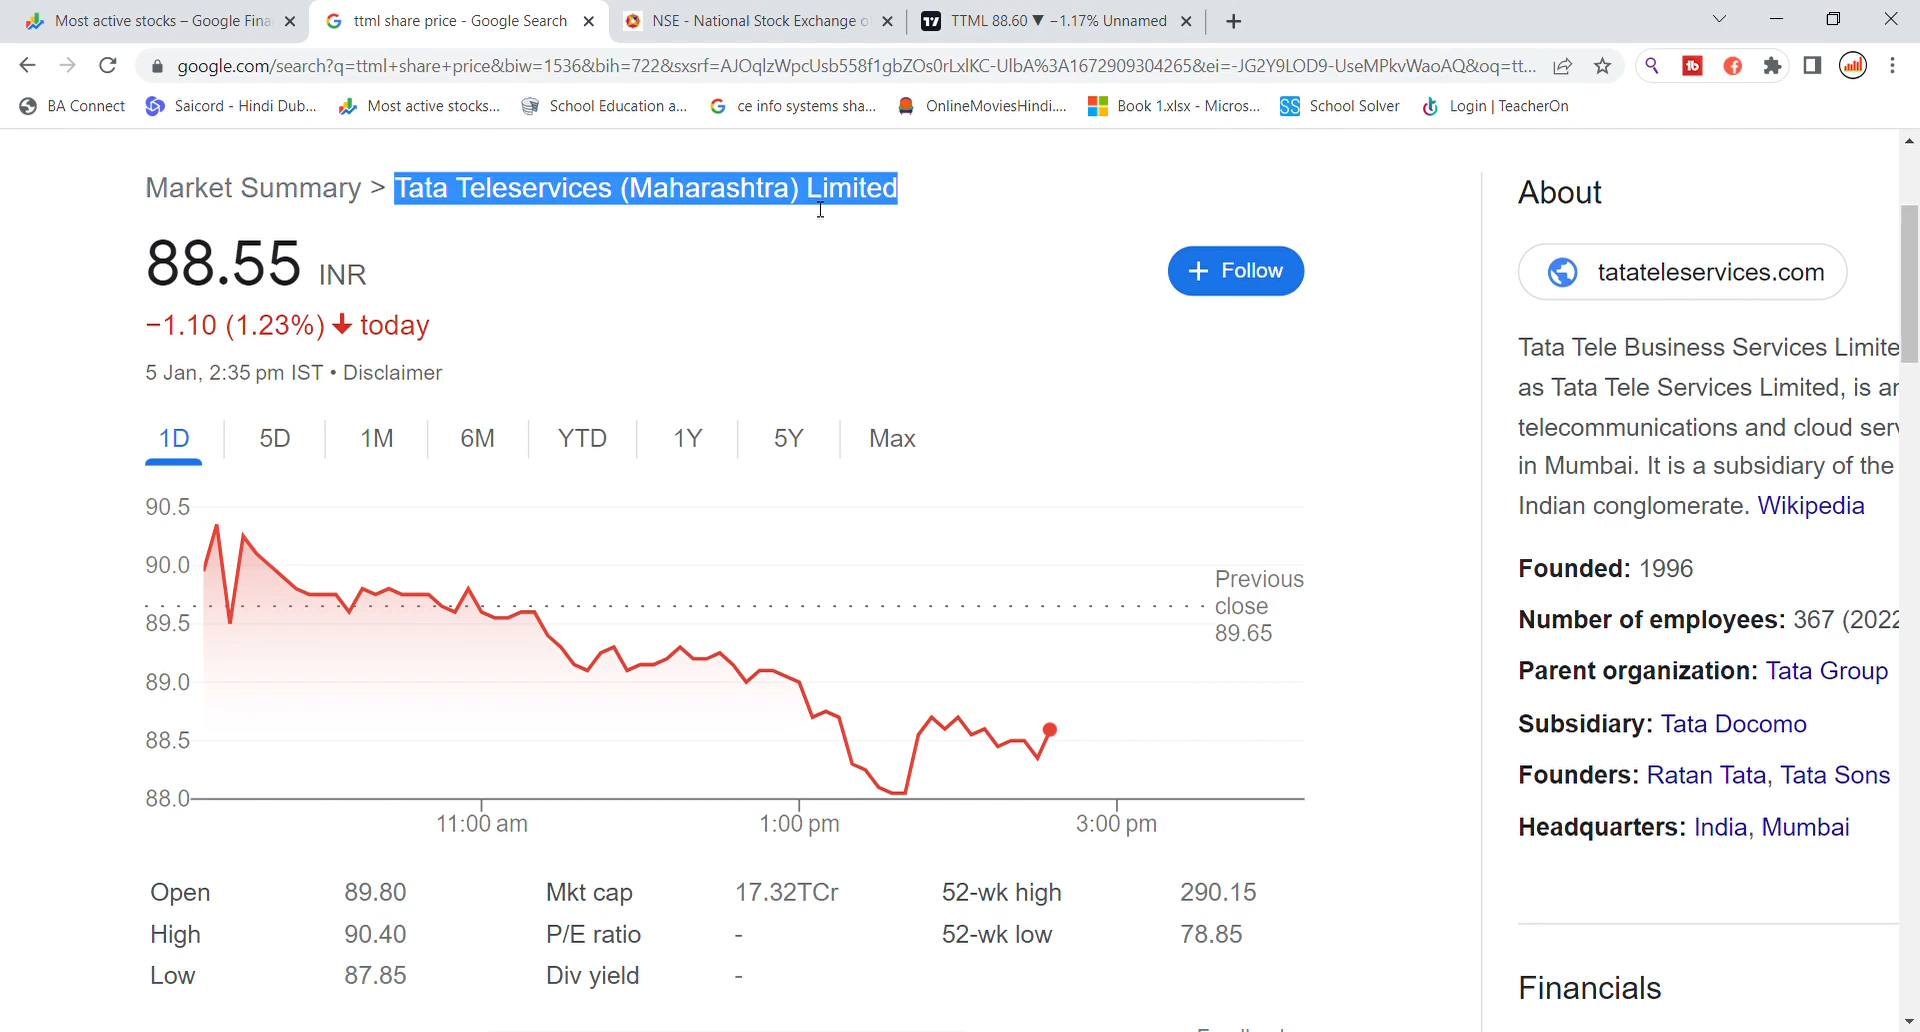 Most active stocks – Google Fina
ttml share price - Google Search
NSE - National Stock Exchange o
TTML 88.60 ▼ −1.17% Unnamed
google.com/search?q=ttml+share+price&biw=1536&bih=722&sxsrf=AJOqlzWpcUsb558f1gbZOs0rLxlKC-UlbA%3A1672909304265&ei=-JG2Y9LOD9-UseMPkvWaoAQ&oq=tt...
BA Connect
Saicord - Hindi Dub...
Most active stocks...
School Education a...
ce info systems sha...
OnlineMoviesHindi....
Book 1.xlsx - Micros...
SS School Solver
Login | TeacherOn
Market Summary > Tata Teleservices (Maharashtra) Limited
88.55 INR
+ Follow
−1.10 (1.23%) ↓ today
5 Jan, 2:35 pm IST • Disclaimer
1D 5D 1M 6M YTD 1Y 5Y Max
90.5
90.0
89.5
89.0
88.5
88.0
Previous
close
89.65
11:00 am 1:00 pm 3:00 pm
Open 89.80 Mkt cap 17.32TCr 52-wk high 290.15
High 90.40 P/E ratio - 52-wk low 78.85
Low 87.85 Div yield -
About
tatateleservices.com
Tata Tele Business Services Limite
as Tata Tele Services Limited, is an
telecommunications and cloud serv
in Mumbai. It is a subsidiary of the
Indian conglomerate. Wikipedia
Founded: 1996
Number of employees: 367 (2022
Parent organization: Tata Group
Subsidiary: Tata Docomo
Founders: Ratan Tata, Tata Sons
Headquarters: India, Mumbai
Financials